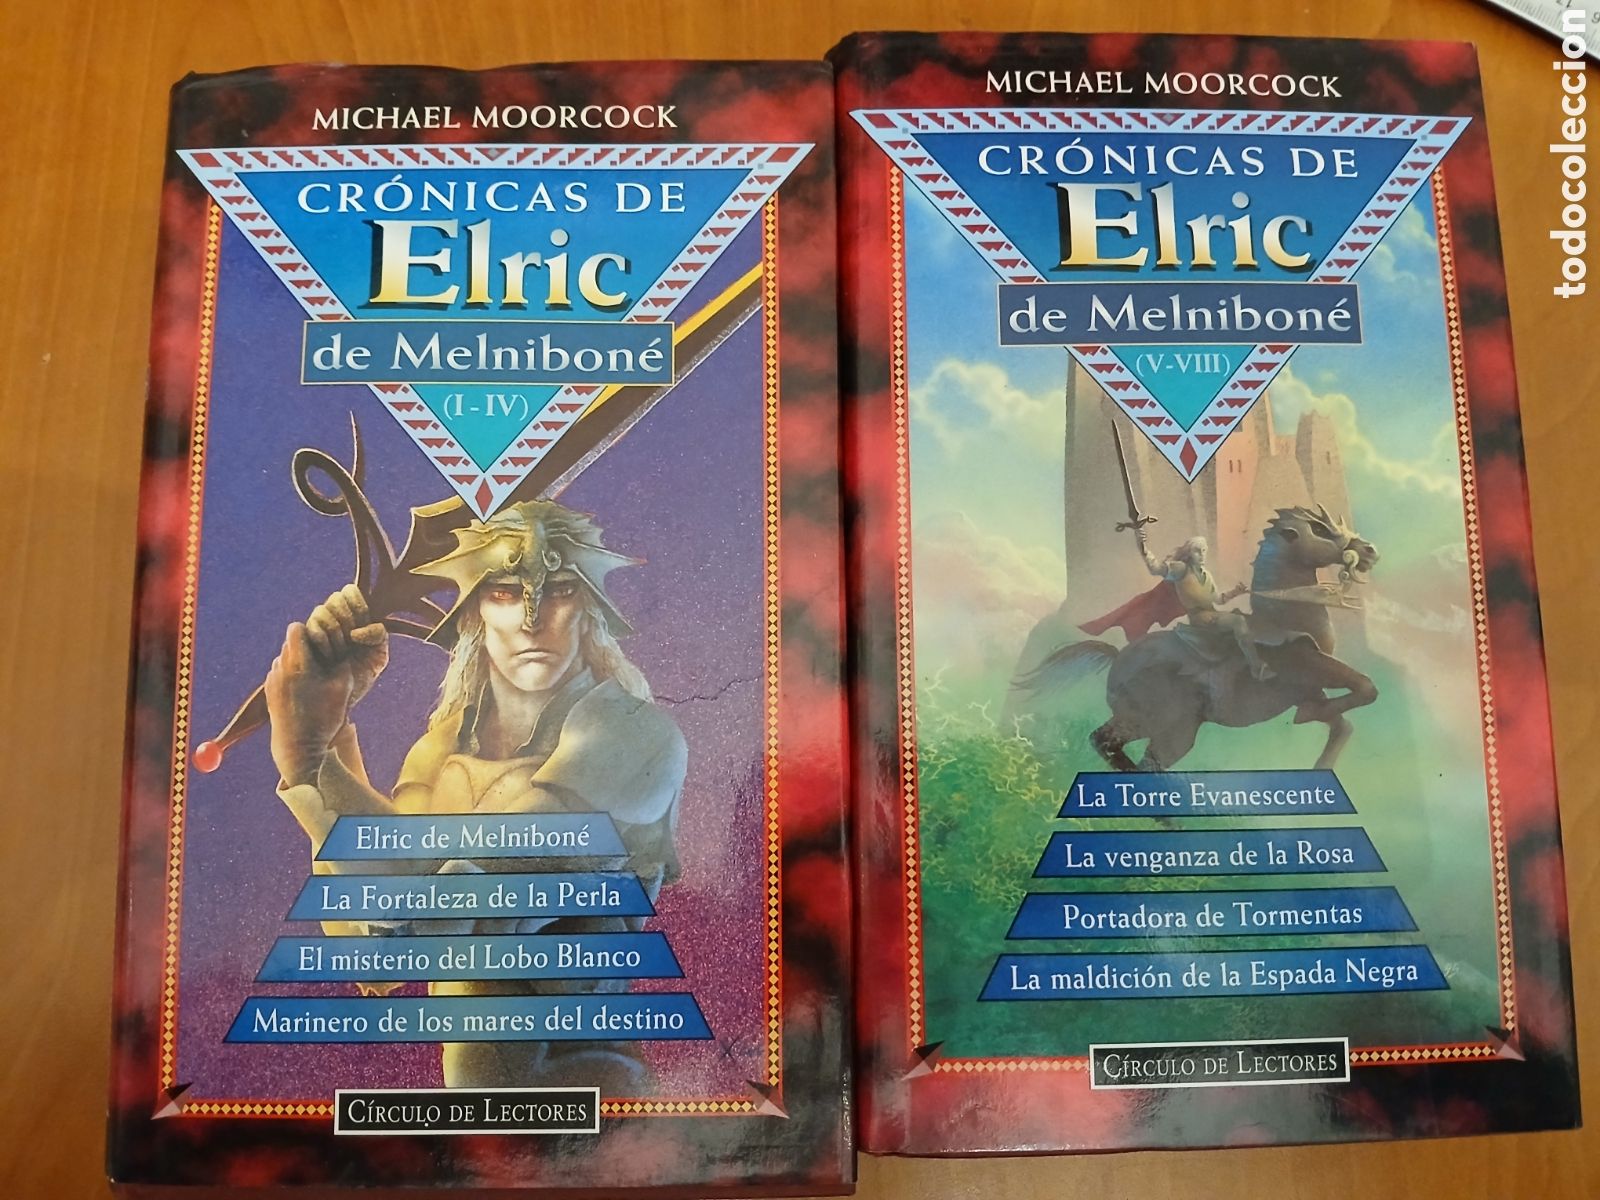 MICHAEL MOORCOCK
CRÓNICAS DE
Elric
de Melniboné
(I-IV)
Elric de Melniboné
La Fortaleza de la Perla
El misterio del Lobo Blanco
Marinero de los mares del destino
CÍRCULO DE LECTORES
MICHAEL MOORCOCK
CRÓNICAS DE
Elric
de Melniboné
(V-VIII)
La Torre Evanescente
La venganza de la Rosa
Portadora de Tormentas
La maldición de la Espada Negra
CÍRCULO DE LECTORES
todocoleccion